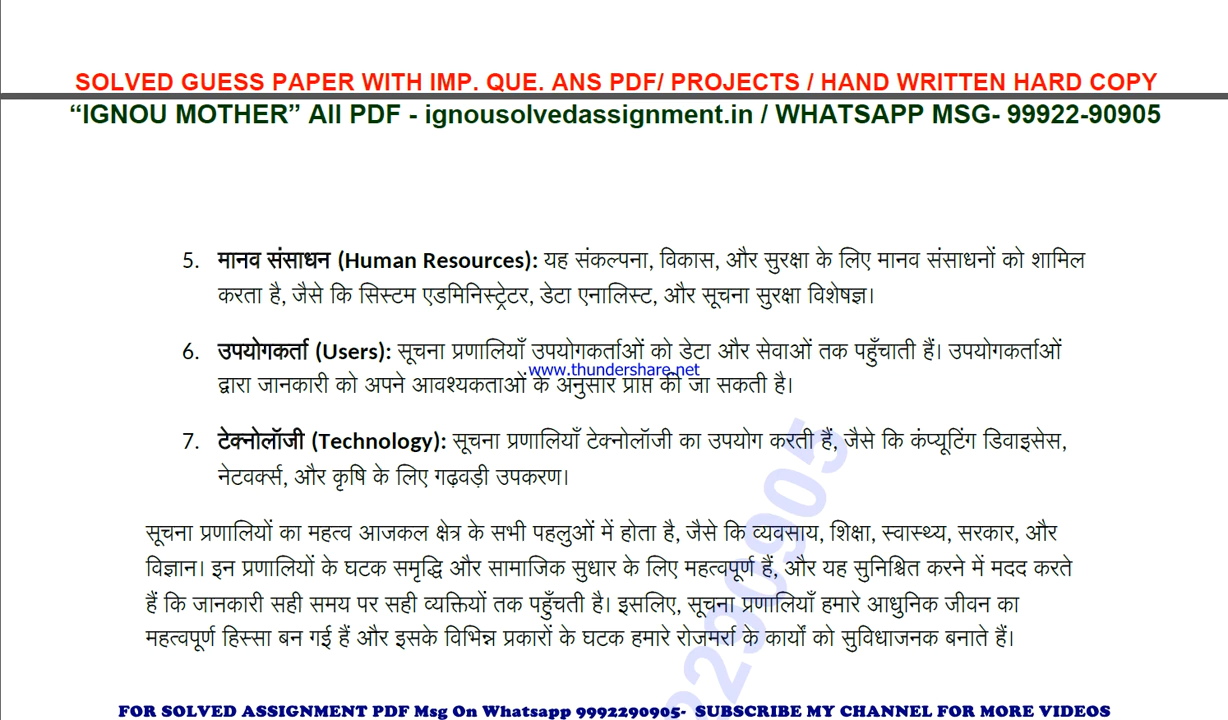 SOLVED GUESS PAPER WITH IMP. QUE. ANS PDF/ PROJECTS / HAND WRITTEN HARD COPY
“IGNOU MOTHER” All PDF - ignousolvedassignment.in / WHATSAPP MSG- 99922-90905
5. मानव संसाधन (Human Resources): यह संकल्पना, विकास, और सुरक्षा के लिए मानव संसाधनों को शामिल
करता है, जैसे कि सिस्टम एडमिनिस्ट्रेटर, डेटा एनालिस्ट, और सूचना सुरक्षा विशेषज्ञ।
6. उपयोगकर्ता (Users): सूचना प्रणालियाँ उपयोगकर्ताओं को डेटा और सेवाओं तक पहुँचाती हैं। उपयोगकर्ताओं
www.thundershare.net
द्वारा जानकारी को अपने आवश्यकताओं के अनुसार प्राप्त की जा सकती है।
7. टेक्नोलॉजी (Technology): सूचना प्रणालियाँ टेक्नोलॉजी का उपयोग करती हैं, जैसे कि कंप्यूटिंग डिवाइसेस,
नेटवर्क्स, और कृषि के लिए गढ़वड़ी उपकरण।
सूचना प्रणालियों का महत्व आजकल क्षेत्र के सभी पहलुओं में होता है, जैसे कि व्यवसाय, शिक्षा, स्वास्थ्य, सरकार, और
विज्ञान। इन प्रणालियों के घटक समृद्धि और सामाजिक सुधार के लिए महत्वपूर्ण हैं, और यह सुनिश्चित करने में मदद करते
हैं कि जानकारी सही समय पर सही व्यक्तियों तक पहुँचती है। इसलिए, सूचना प्रणालियाँ हमारे आधुनिक जीवन का
महत्वपूर्ण हिस्सा बन गई हैं और इसके विभिन्न प्रकारों के घटक हमारे रोजमर्रा के कार्यों को सुविधाजनक बनाते हैं।
2290905
FOR SOLVED ASSIGNMENT PDF Msg On Whatsapp 9992290905- SUBSCRIBE MY CHANNEL FOR MORE VIDEOS